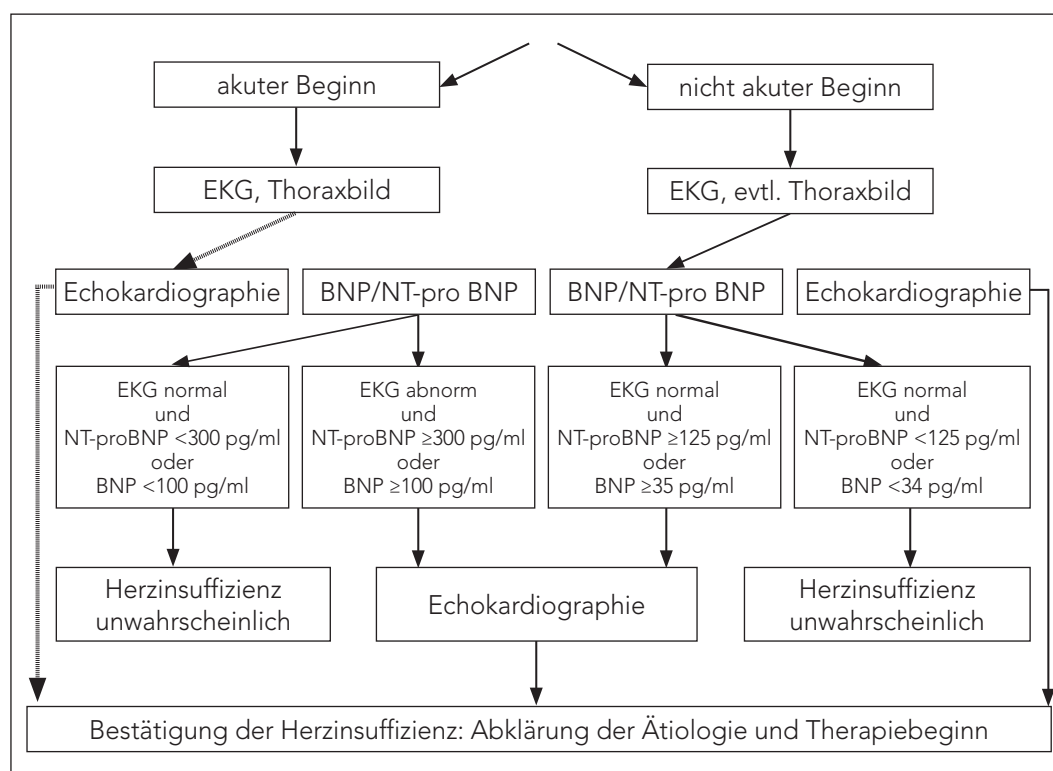 akuter Beginn
nicht akuter Beginn
EKG, Thoraxbild
EKG, evtl. Thoraxbild
Echokardiographie
BNP/NT-pro BNP
BNP/NT-pro BNP
Echokardiographie
EKG normal
und
NT-proBNP <300 pg/ml
oder
BNP <100 pg/ml
EKG abnorm
und
NT-proBNP ≥300 pg/ml
oder
BNP ≥100 pg/ml
EKG normal
und
NT-proBNP ≥125 pg/ml
oder
BNP ≥35 pg/ml
EKG normal
und
NT-proBNP <125 pg/ml
oder
BNP <34 pg/ml
Herzinsuffizienz
unwahrscheinlich
Echokardiographie
Herzinsuffizienz
unwahrscheinlich
Bestätigung der Herzinsuffizienz: Abklärung der Ätiologie und Therapiebeginn